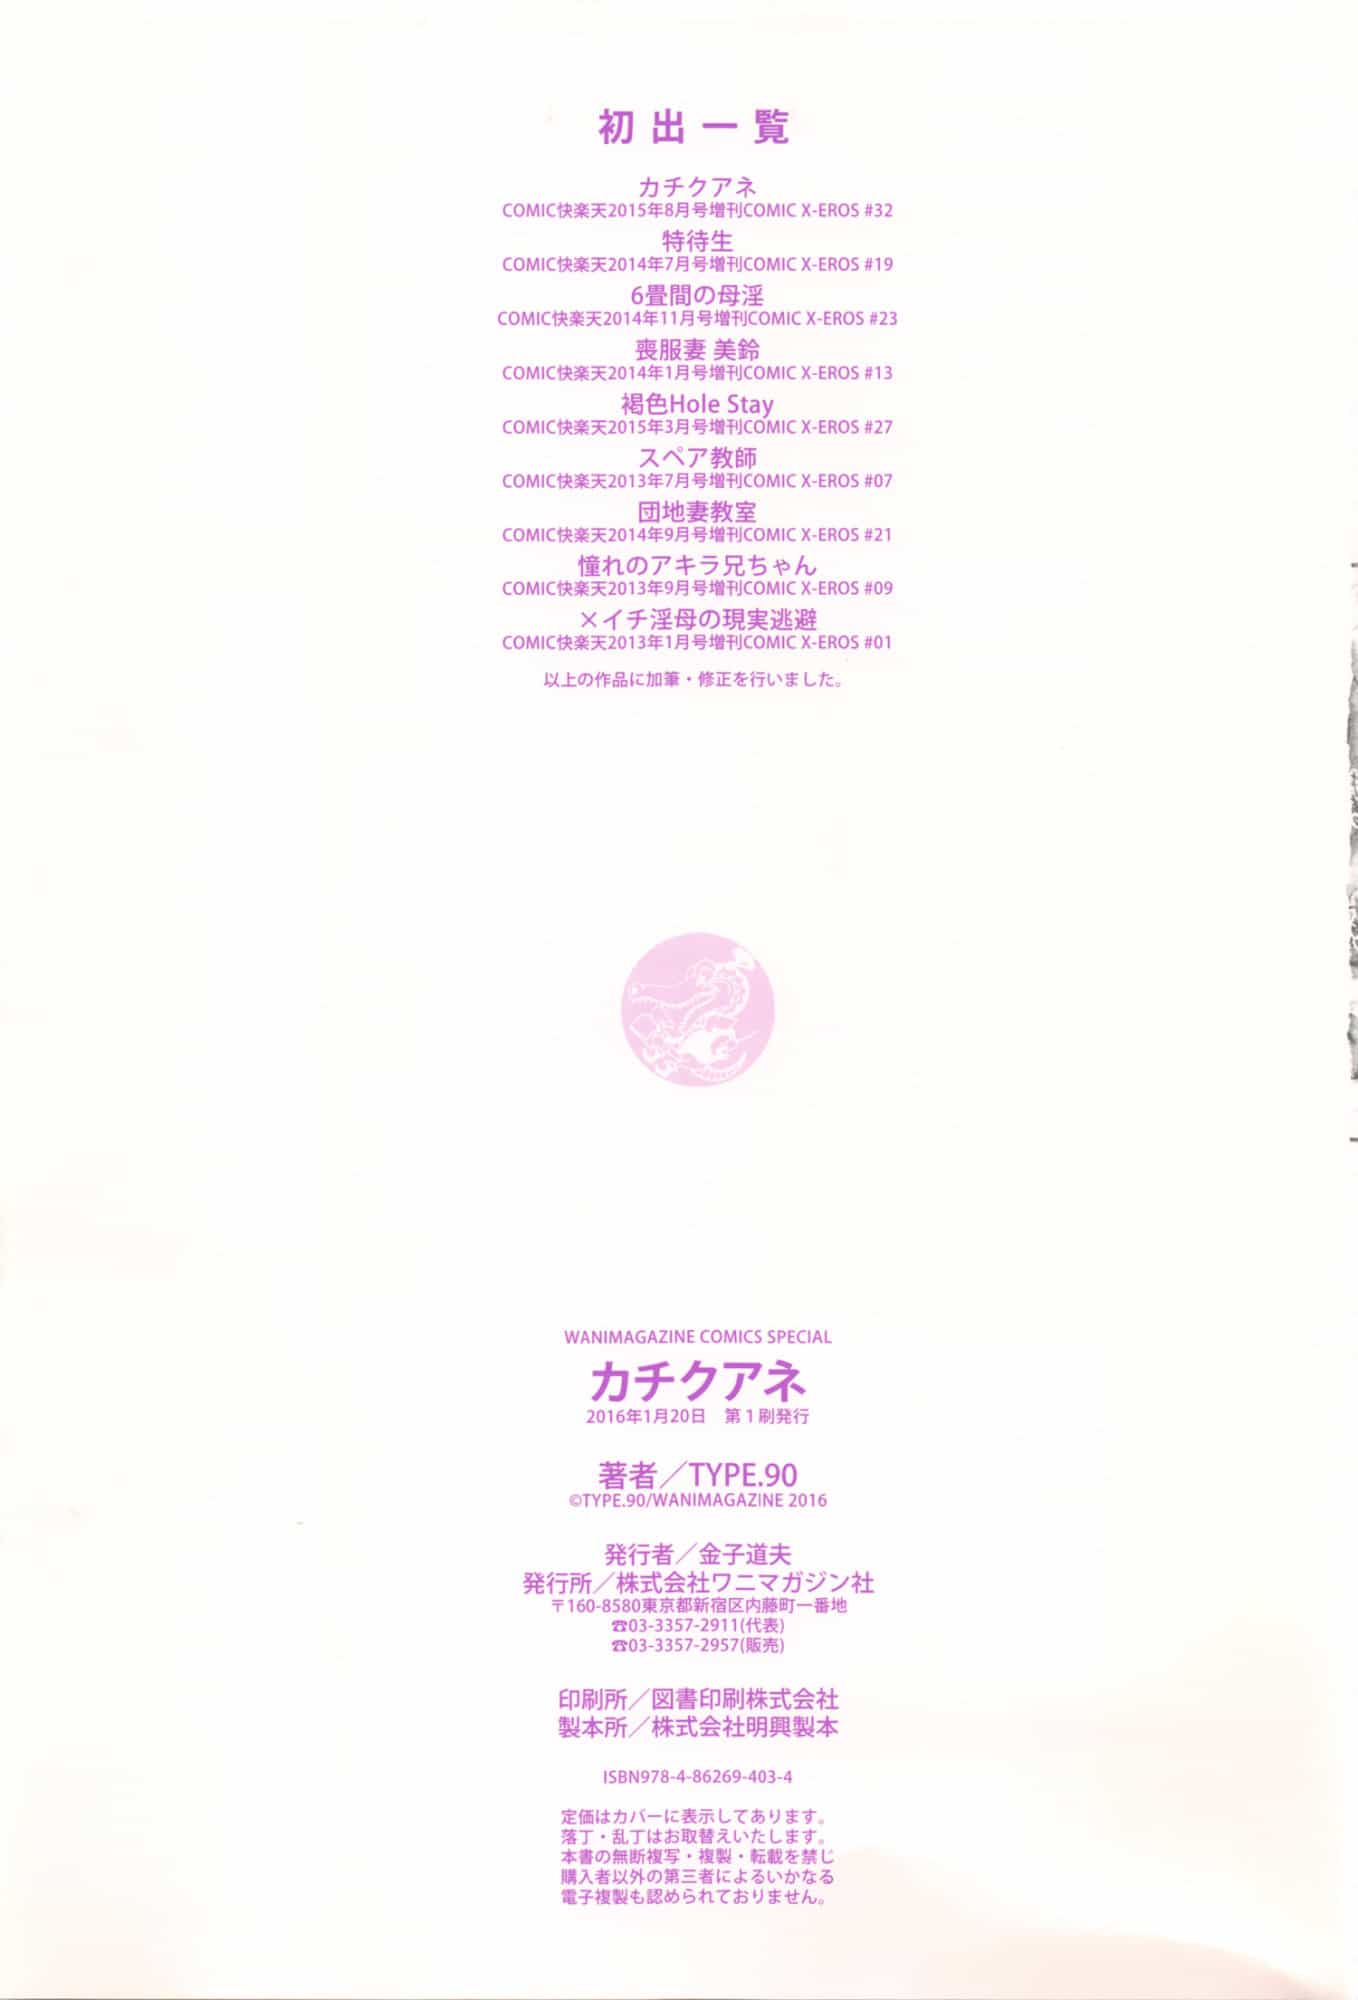 初出一覧
カチクアネ
COMIC快楽天2015年8月号増刊COMIC X-EROS #32
特待生
COMIC快楽天2014年7月号増刊COMIC X-EROS #19
6畳間の母淫
COMIC快楽天2014年11月号増刊COMIC X-EROS #23
喪服妻 美鈴
COMIC快楽天2014年1月号増刊COMIC X-EROS #13
褐色Hole Stay
COMIC快楽天2015年3月号増刊COMIC X-EROS #27
スペア教師
COMIC快楽天2013年7月号増刊COMIC X-EROS #07
団地妻教室
COMIC快楽天2014年9月号増刊COMIC X-EROS #21
憧れのアキラ兄ちゃん
COMIC快楽天2013年9月号増刊COMIC X-EROS #09
×イチ淫母の現実逃避
COMIC快楽天2013年1月号増刊COMIC X-EROS #01
以上の作品に加筆・修正を行いました。
WANIMAGAZINE COMICS SPECIAL
カチクアネ
2016年1月20日　第1刷発行
著者／TYPE.90
©TYPE.90/WANIMAGAZINE 2016
発行者／金子道夫
発行所／株式会社ワニマガジン社
〒160-8580東京都新宿区内藤町一番地
☎03-3357-2911(代表)
☎03-3357-2957(販売)
印刷所／図書印刷株式会社
製本所／株式会社明興製本
ISBN978-4-86269-403-4
定価はカバーに表示してあります。
落丁・乱丁はお取替えいたします。
本書の無断複写・複製・転載を禁じ
購入者以外の第三者によるいかなる
電子複製も認められておりません。